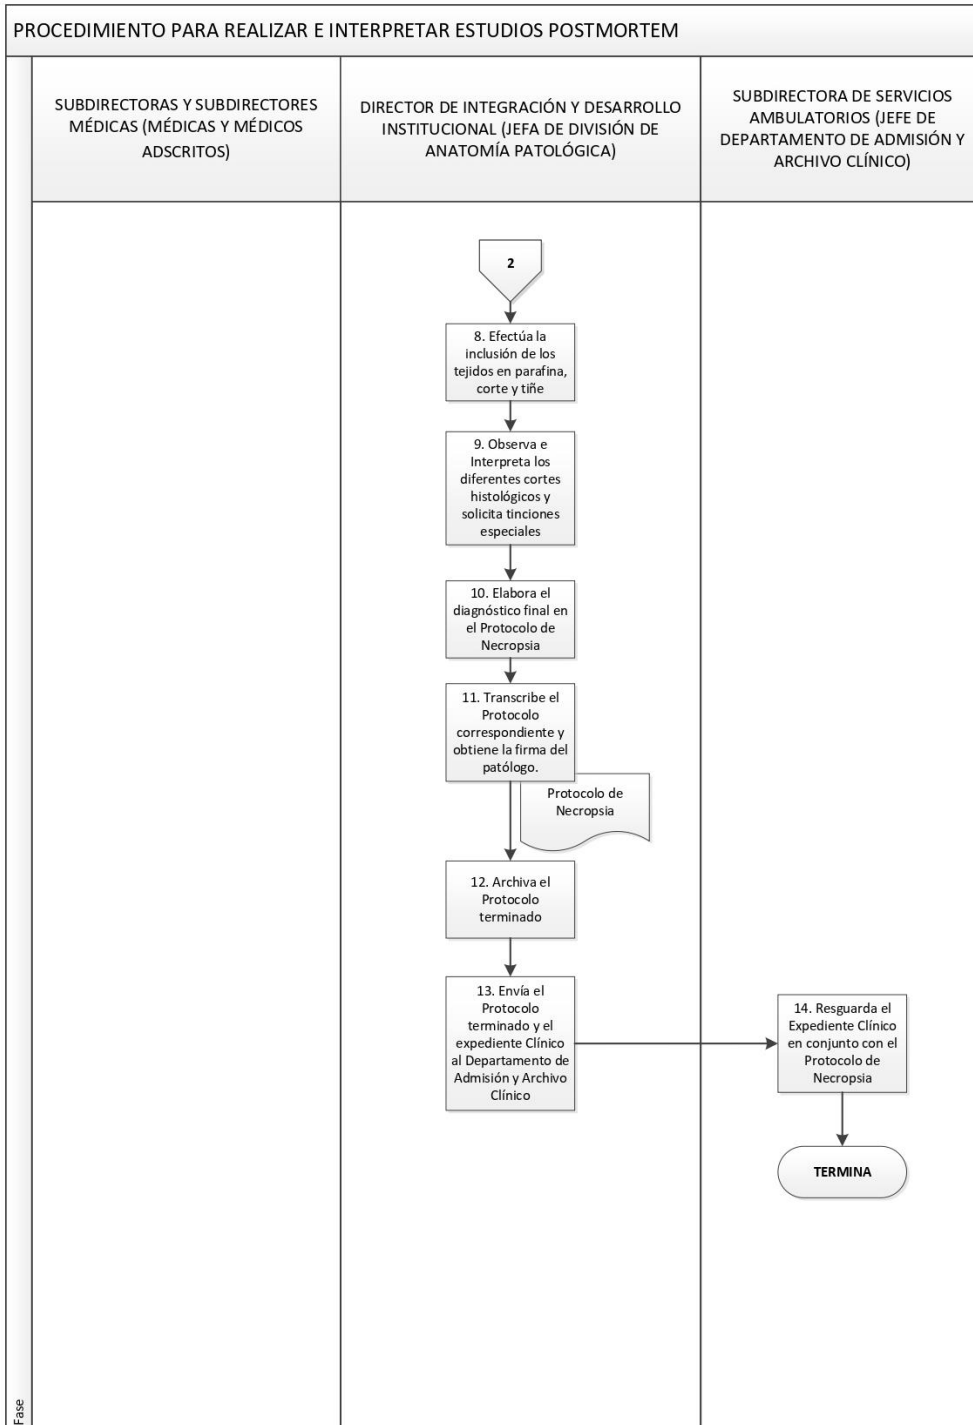 PROCEDIMIENTO PARA REALIZAR E INTERPRETAR ESTUDIOS POSTMORTEM
SUBDIRECTORAS Y SUBDIRECTORES
MÉDICAS (MÉDICAS Y MÉDICOS
ADSCRITOS)
DIRECTOR DE INTEGRACIÓN Y DESARROLLO
INSTITUCIONAL (JEFA DE DIVISIÓN DE
ANATOMÍA PATOLÓGICA)
SUBDIRECTORA DE SERVICIOS
AMBULATORIOS (JEFE DE
DEPARTAMENTO DE ADMISIÓN Y
ARCHIVO CLÍNICO)
2
8. Efectúa la
inclusión de los
tejidos en parafina,
corte y tiñe
9. Observa e
Interpreta los
diferentes cortes
histológicos y
solicita tinciones
especiales
10. Elabora el
diagnóstico final en
el Protocolo de
Necropsia
11. Transcribe el
Protocolo
correspondiente y
obtiene la firma del
patólogo.
Protocolo de
Necropsia
12. Archiva el
Protocolo
terminado
13. Envía el
Protocolo
terminado y el
expediente Clínico
al Departamento de
Admisión y Archivo
Clínico
14. Resguarda el
Expediente Clínico
en conjunto con el
Protocolo de
Necropsia
TERMINA
Fase